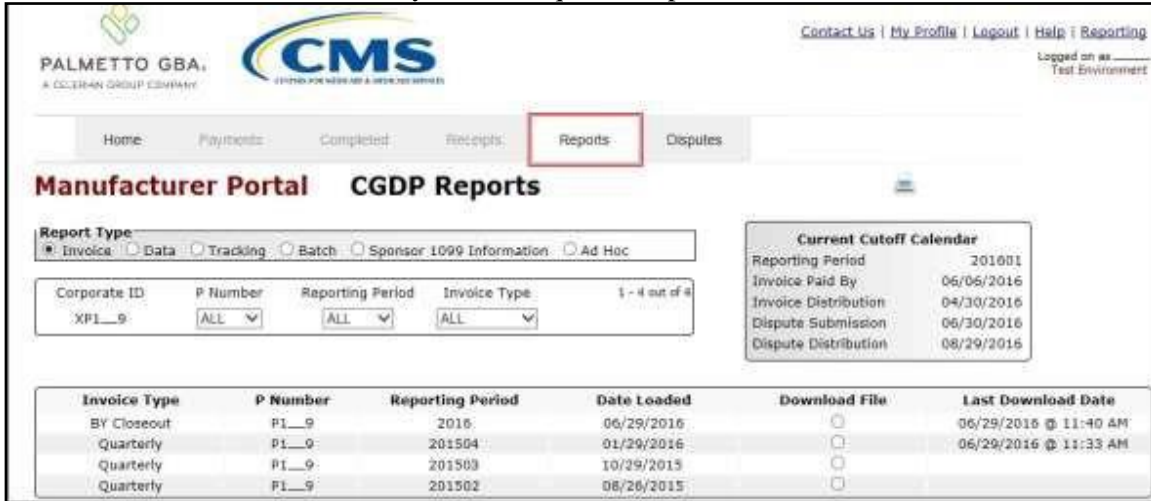 PALMETTO GBA.
A CELERIAN GROUP COMPANY
CMS
CENTERS FOR MEDICARE & MEDICAID SERVICES
Contact Us | My Profile | Logout | Help | Reporting
Logged on as
Test Environment
Home Payments Completed Receipts Reports Disputes
Manufacturer Portal CGDP Reports
Report Type
Invoice Data Tracking Batch Sponsor 1099 Information Ad Hoc
Corporate ID P Number Reporting Period Invoice Type 1 - 4 out of 4
XP1__9 ALL ALL ALL
Current Cutoff Calendar
Reporting Period 201601
Invoice Paid By 06/06/2016
Invoice Distribution 04/30/2016
Dispute Submission 06/30/2016
Dispute Distribution 08/29/2016
Invoice Type P Number Reporting Period Date Loaded Download File Last Download Date
BY Closeout P1__9 2016 06/29/2016 06/29/2016 @ 11:40 AM
Quarterly P1__9 201504 01/29/2016 06/29/2016 @ 11:33 AM
Quarterly P1__9 201503 10/29/2015
Quarterly P1__9 201502 08/26/2015